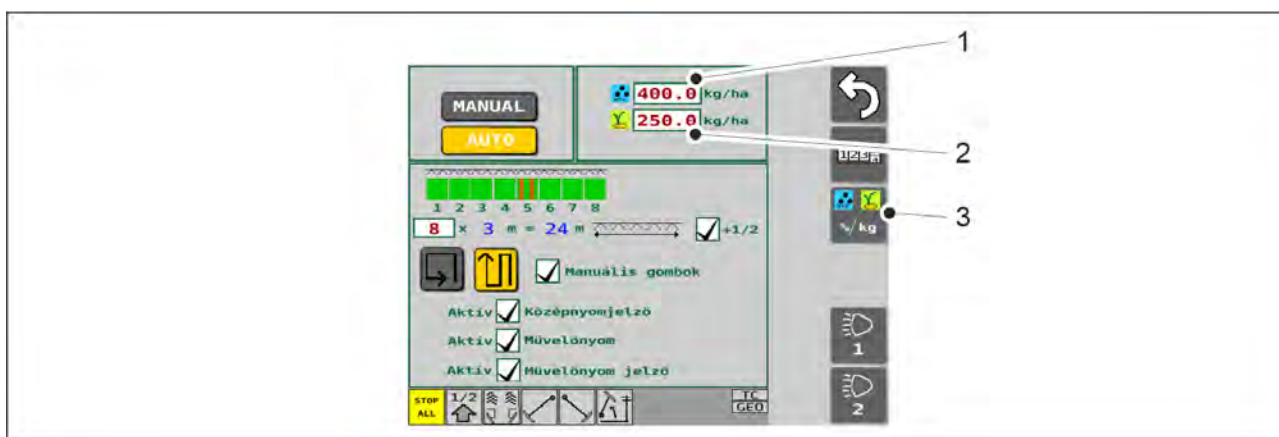 1
MANUAL
AUTO
400.0 kg/ha
250.0 kg/ha
2
123
1 2 3 4 5 6 7 8
8 x 3 m = 24 m +1/2
%/kg
3
Manuális gombok
Aktív Középnyomjelző
Aktív Művelőnyom
Aktív Művelőnyom jelző
1
STOP ALL
1/2
TC
GEO
2